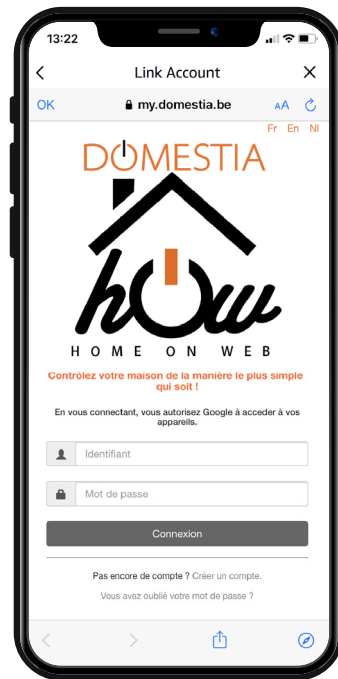 13:22
Link Account
OK
my.domestia.be
AA
Fr En Nl
DOMESTIA
how
HOME ON WEB
Contrôlez votre maison de la manière le plus simple
qui soit !
En vous connectant, vous autorisez Google à acceder à vos
appareils.
Identifiant
Mot de passe
Connexion
Pas encore de compte ? Créer un compte.
Vous avez oublié votre mot de passe ?